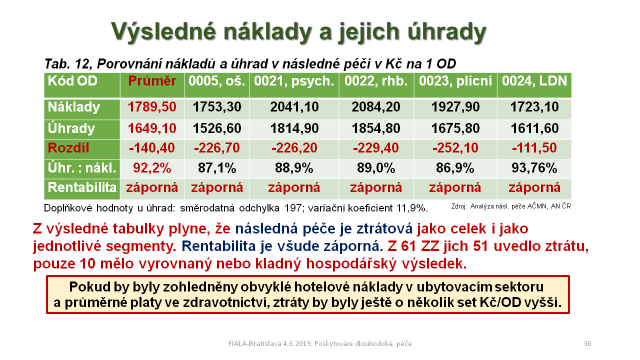 Výsledné náklady a jejich úhrady
Tab. 12, Porovnání nákladů a úhrad v následné péči v Kč na 1 OD
Kód OD Průměr 0005, oš. 0021, psych. 0022, rhb. 0023, plicní 0024, LDN
Náklady 1789,50 1753,30 2041,10 2084,20 1927,90 1723,10
Úhrady 1649,10 1526,60 1814,90 1854,80 1675,80 1611,60
Rozdíl -140,40 -226,70 -226,20 -229,40 -252,10 -111,50
Úhr. : nákl. 92,2% 87,1% 88,9% 89,0% 86,9% 93,76%
Rentabilita záporná záporná záporná záporná záporná záporná
Doplňkové hodnoty u úhrad: směrodatná odchylka 197; variační koeficient 11,9%. Zdroj: Analýza násl. péče AČMN, AN ČR
Z výsledné tabulky plyne, že následná péče je ztrátová jako celek i jako
jednotlivé segmenty. Rentabilita je všude záporná. Z 61 ZZ jich 51 uvedlo ztrátu,
pouze 10 mělo vyrovnaný nebo kladný hospodářský výsledek.
Pokud by byly zohledněny obvyklé hotelové náklady v ubytovacím sektoru
a průměrné platy ve zdravotnictví, ztráty by byly ještě o několik set Kč/OD vyšší.
FIALA-Bratislava 4.6.2019, Poskytování dlouhodobé péče 36